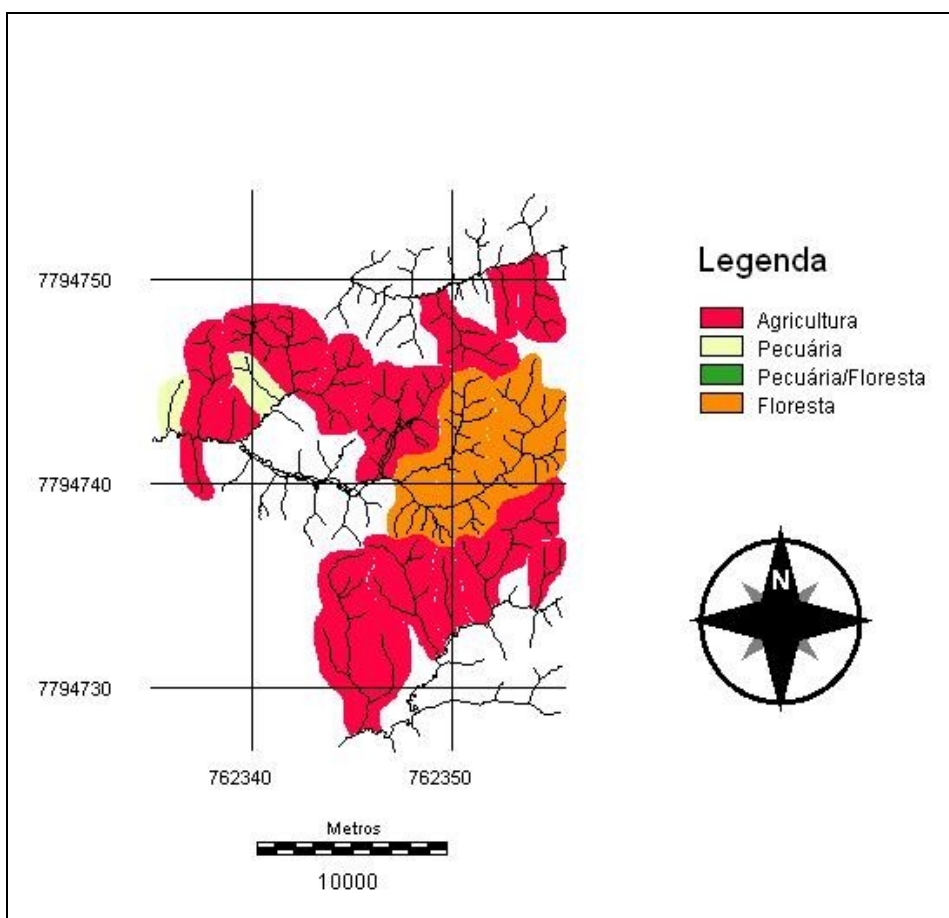 7794750
7794740
7794730
762340
762350
Metros
10000
Legenda
Agricultura
Pecuária
Pecuária/Floresta
Floresta
N